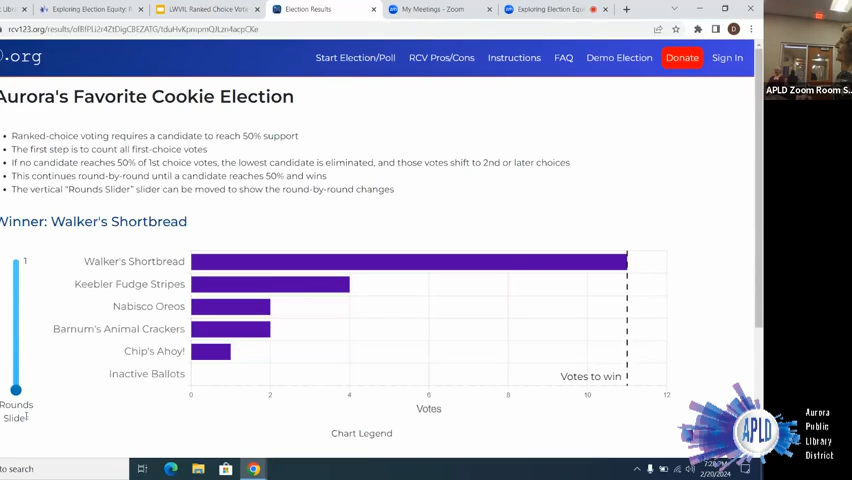 Exploring Election Equity: R
LWVIL Ranked Choice Vote
Election Results
My Meetings - Zoom
Exploring Election Equ
.org
Start Election/Poll
RCV Pros/Cons
Instructions
FAQ
Demo Election
Donate
Sign In
APLD Zoom Room S...
Aurora's Favorite Cookie Election
Ranked-choice voting requires a candidate to reach 50% support
The first step is to count all first-choice votes
If no candidate reaches 50% of 1st choice votes, the lowest candidate is eliminated, and those votes shift to 2nd or later choices
This continues round-by-round until a candidate reaches 50% and wins
The vertical "Rounds Slider" slider can be moved to show the round-by-round changes
Winner: Walker's Shortbread
1
Walker's Shortbread
Keebler Fudge Stripes
Nabisco Oreos
Barnum's Animal Crackers
Chip's Ahoy!
Inactive Ballots
Votes to win
0 2 4 6 8 10 12
Votes
Rounds
Slider
Chart Legend
APLD
Aurora
Public
Library
District
to search
2/20/2024